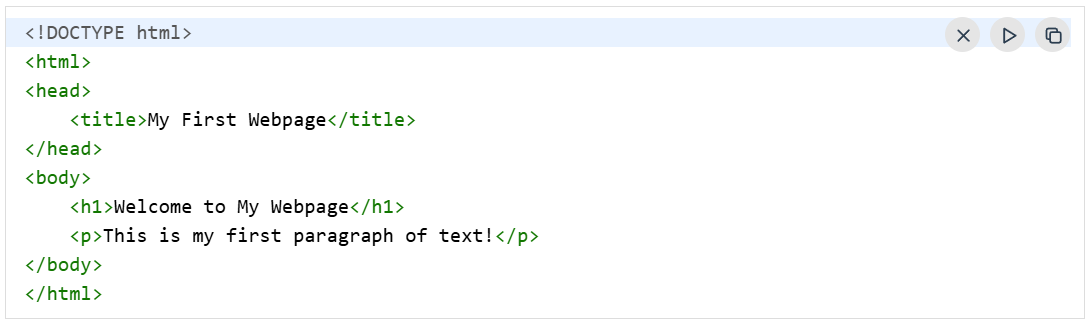 <!DOCTYPE html>
<html>
<head>
    <title>My First Webpage</title>
</head>
<body>
    <h1>Welcome to My Webpage</h1>
    <p>This is my first paragraph of text!</p>
</body>
</html>